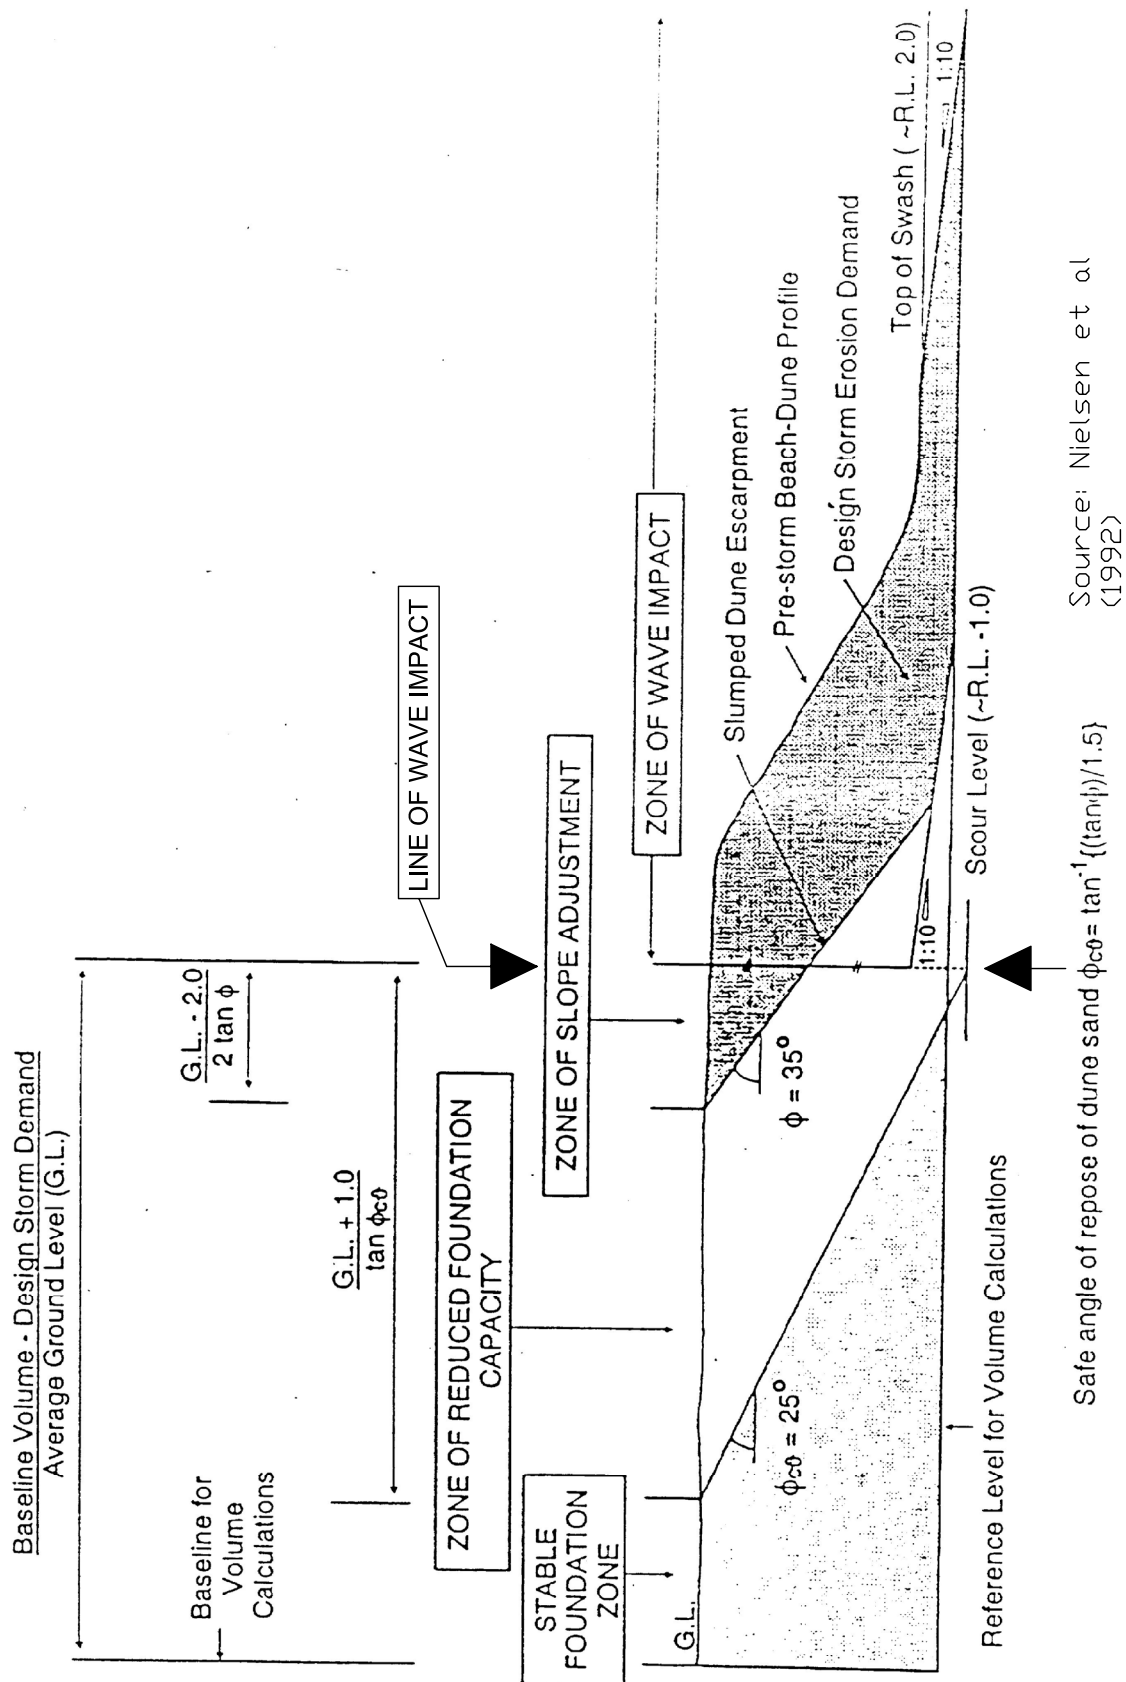 Baseline Volume - Design Storm Demand
Average Ground Level (G.L.)
Baseline for
Volume
Calculations
G.L. - 2.0
2 tan ϕ
G.L. + 1.0
tan ϕcσ
LINE OF WAVE IMPACT
ZONE OF REDUCED FOUNDATION
CAPACITY
STABLE
FOUNDATION
ZONE
ZONE OF SLOPE ADJUSTMENT
ZONE OF WAVE IMPACT
G.L.
Slumped Dune Escarpment
Pre-storm Beach-Dune Profile
Design Storm Erosion Demand
Top of Swash ( ~R.L. 2.0)
1:10
ϕ = 35°
ϕcσ = 25°
1:10
Scour Level (~R.L. -1.0)
Reference Level for Volume Calculations
Safe angle of repose of dune sand ϕcσ = tan⁻¹{(tanϕ)/1.5}
Source: Nielsen et al
(1992)